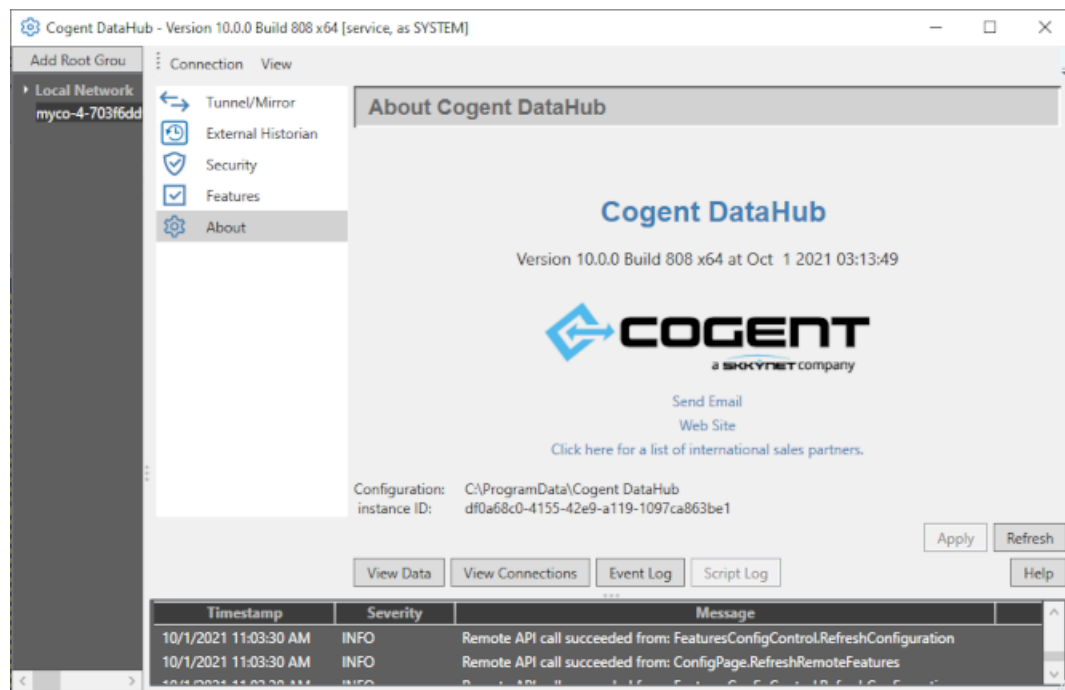 Cogent DataHub - Version 10.0.0 Build 808 x64 [service, as SYSTEM]
Add Root Grou
Connection View
Local Network
myco-4-703f6dd
Tunnel/Mirror
External Historian
Security
Features
About
About Cogent DataHub
Cogent DataHub
Version 10.0.0 Build 808 x64 at Oct 1 2021 03:13:49
COGENT
a SKKYNET company
Send Email
Web Site
Click here for a list of international sales partners.
Configuration: C:\ProgramData\Cogent DataHub
instance ID: df0a68c0-4155-42e9-a119-1097ca863be1
Apply Refresh
View Data View Connections Event Log Script Log Help
Timestamp Severity Message
10/1/2021 11:03:30 AM INFO Remote API call succeeded from: FeaturesConfigControl.RefreshConfiguration
10/1/2021 11:03:30 AM INFO Remote API call succeeded from: ConfigPage.RefreshRemoteFeatures